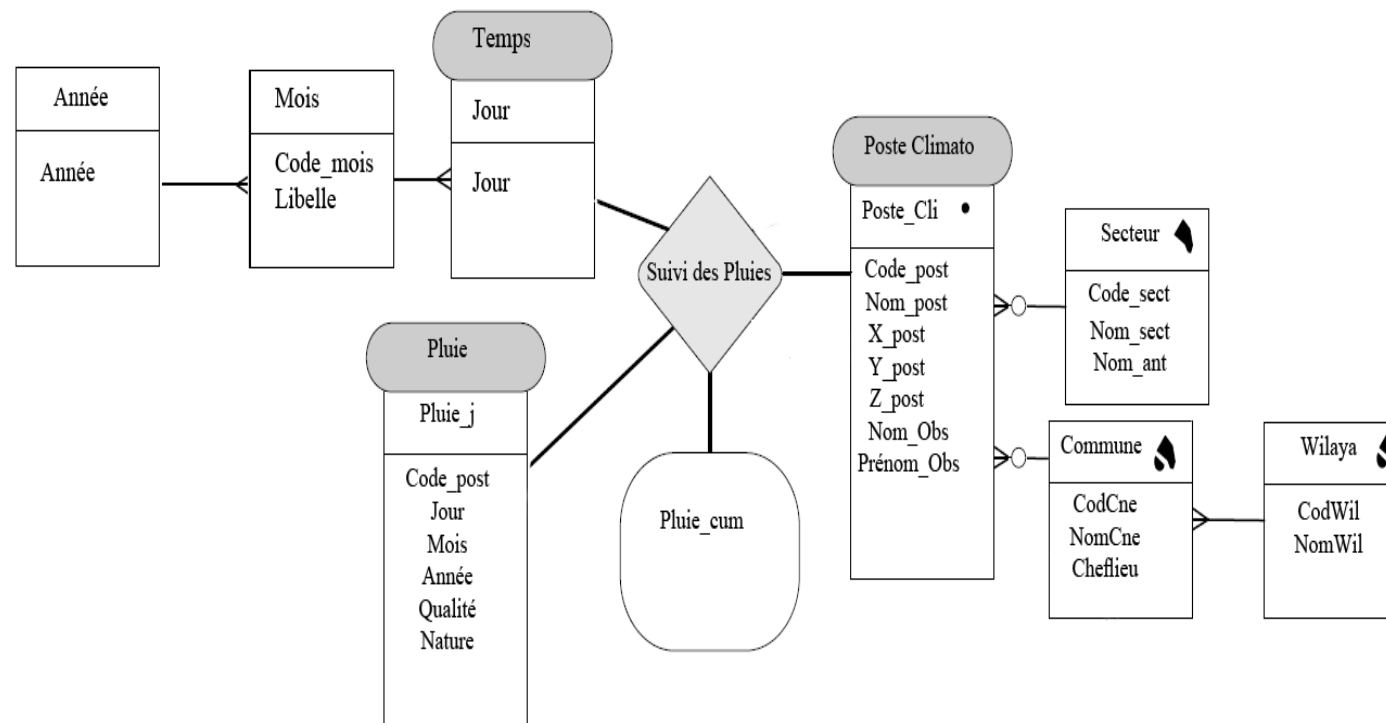 Année
Année
Mois
Code_mois
Libelle
Temps
Jour
Jour
Suivi des Pluies
Pluie
Pluie_j
Code_post
Jour
Mois
Année
Qualité
Nature
Pluie_cum
Poste Climato
Poste_Cli
Code_post
Nom_post
X_post
Y_post
Z_post
Nom_Obs
Prénom_Obs
Secteur
Code_sect
Nom_sect
Nom_ant
Commune
CodCne
NomCne
Cheflieu
Wilaya
CodWil
NomWil